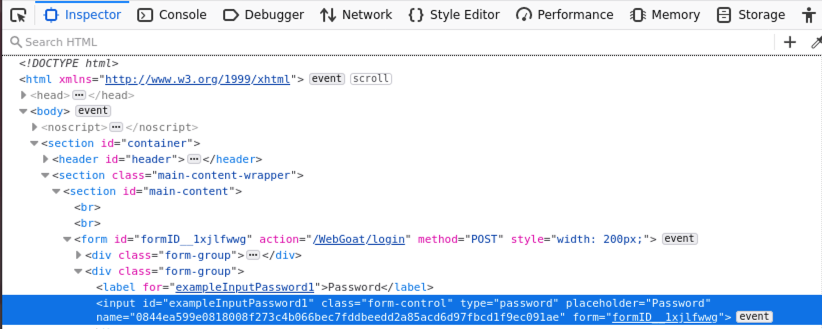 Inspector Console Debugger Network Style Editor Performance Memory Storage
Search HTML
<!DOCTYPE html>
<html xmlns="http://www.w3.org/1999/xhtml"> event scroll
<head> ••• </head>
<body> event
<noscript> ••• </noscript>
<section id="container">
<header id="header"> ••• </header>
<section class="main-content-wrapper">
<section id="main-content">
<br>
<br>
<form id="formID__1xjlfwwg" action="/WebGoat/login" method="POST" style="width: 200px;"> event
<div class="form-group"> ••• </div>
<div class="form-group">
<label for="exampleInputPassword1">Password</label>
<input id="exampleInputPassword1" class="form-control" type="password" placeholder="Password"
name="0844ea599e0818008f273c4b066bec7fddbeedd2a85acd6d97fbcd1f9ec091ae" form="formID__1xjlfwwg"> event